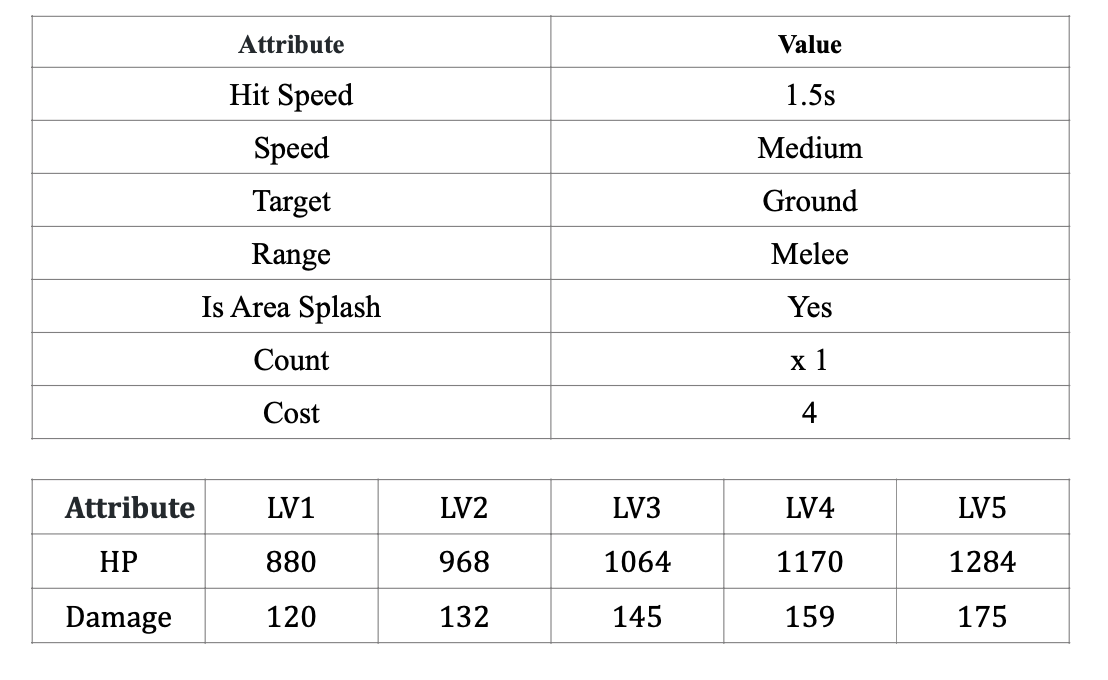 Attribute Value
Hit Speed 1.5s
Speed Medium
Target Ground
Range Melee
Is Area Splash Yes
Count x 1
Cost 4
Attribute LV1 LV2 LV3 LV4 LV5
HP 880 968 1064 1170 1284
Damage 120 132 145 159 175